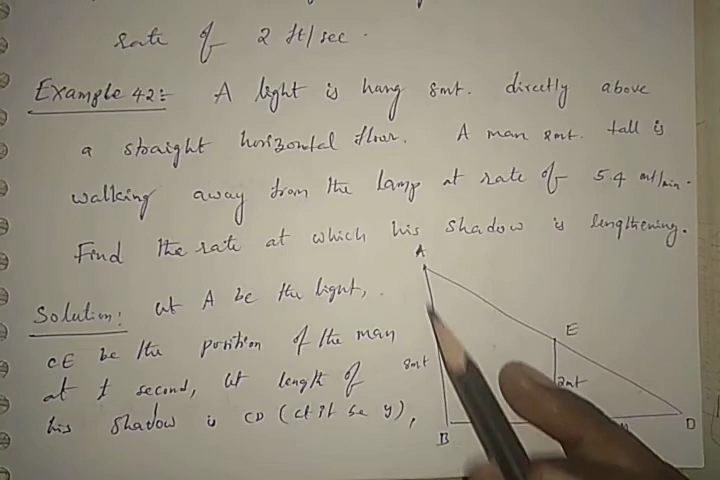 rate of 2 ft/sec.
Example 42:- A light is hang 8mt. directly above
a straight horizontal floor. A man 2mt. tall is
walking away from the lamp at rate of 5.4 mt/min.
Find the rate at which his shadow is lengthening.
A
Solution: Let A be the light,
CE be the position of the man
E
at t second, let length of
8mt
2mt
his shadow is CD (let it be y),
B
D